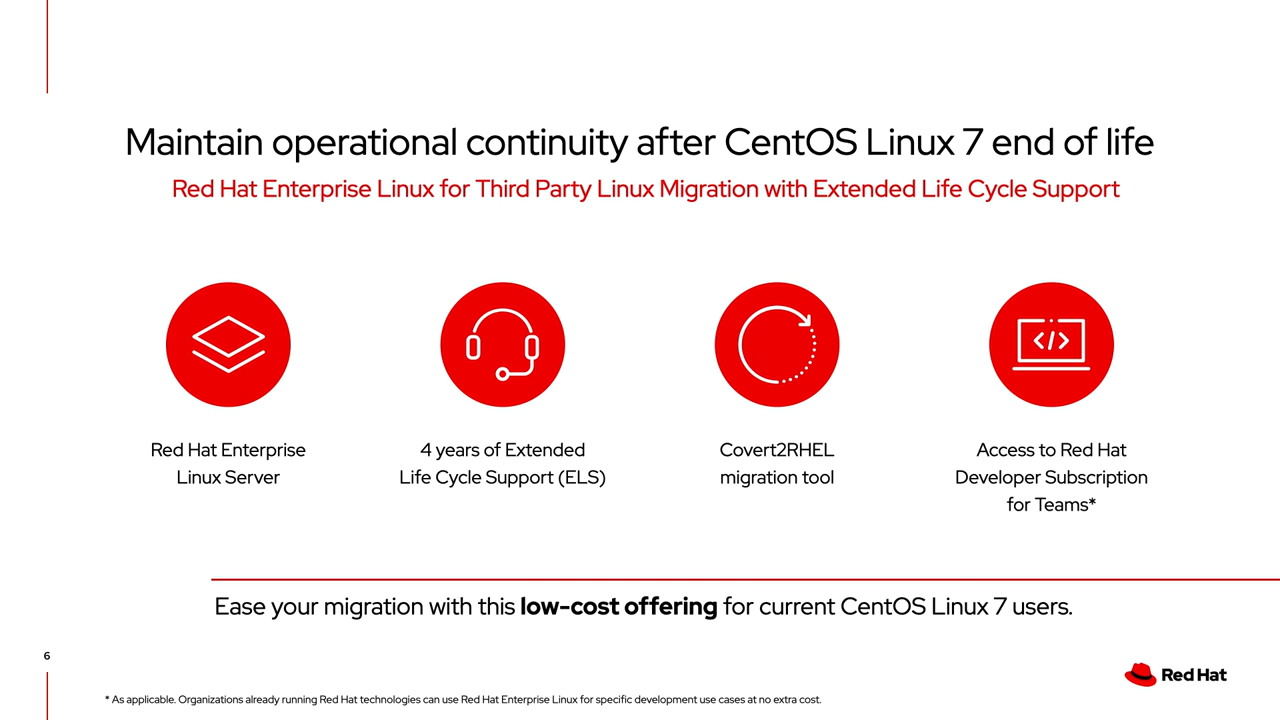 Maintain operational continuity after CentOS Linux 7 end of life
Red Hat Enterprise Linux for Third Party Linux Migration with Extended Life Cycle Support
</>
Red Hat Enterprise
Linux Server
4 years of Extended
Life Cycle Support (ELS)
Covert2RHEL
migration tool
Access to Red Hat
Developer Subscription
for Teams*
Ease your migration with this low-cost offering for current CentOS Linux 7 users.
6
Red Hat
* As applicable. Organizations already running Red Hat technologies can use Red Hat Enterprise Linux for specific development use cases at no extra cost.